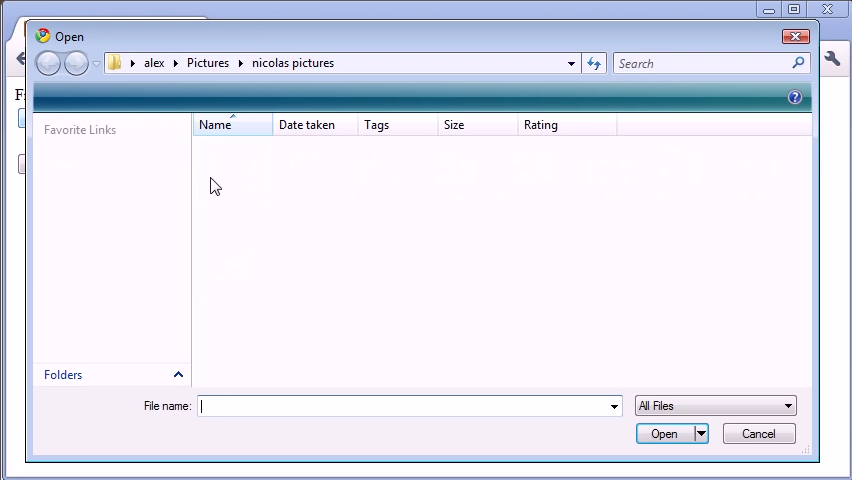 Open
alex Pictures nicolas pictures
Search
Favorite Links
Name Date taken Tags Size Rating
Folders
File name:
All Files
Open Cancel